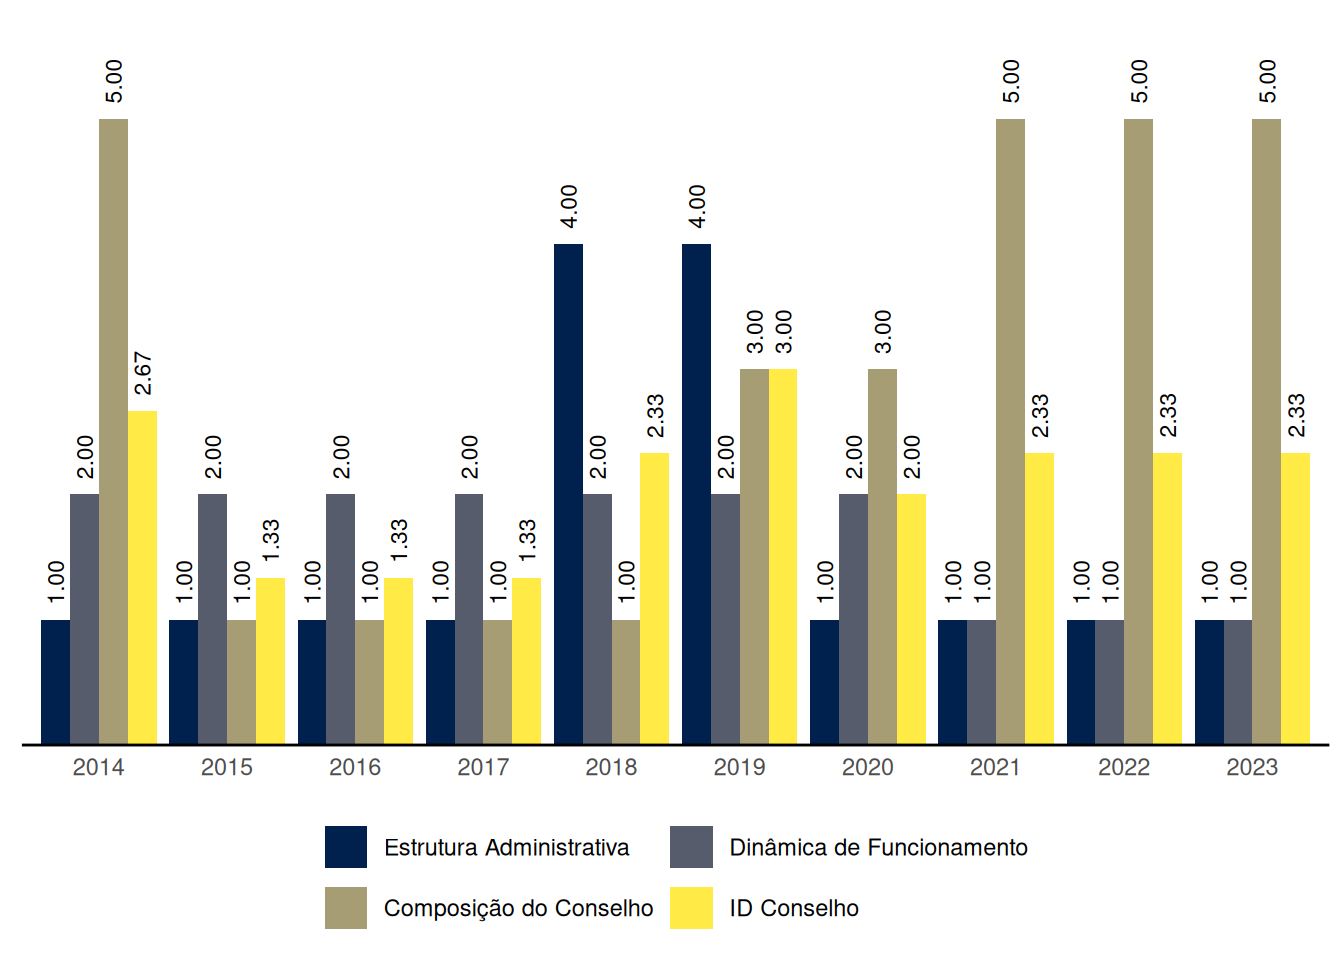 5.00 5.00 5.00 5.00
4.00 4.00
3.00 3.00 3.00
2.67 2.33 2.33 2.33 2.33
2.00 2.00 2.00 2.00 2.00 2.00 2.00 2.00
1.33 1.33 1.33
1.00 1.00 1.00 1.00 1.00 1.00 1.00 1.00 1.00 1.00 1.00 1.00 1.00 1.00 1.00
2014 2015 2016 2017 2018 2019 2020 2021 2022 2023
Estrutura Administrativa Dinâmica de Funcionamento
Composição do Conselho ID Conselho